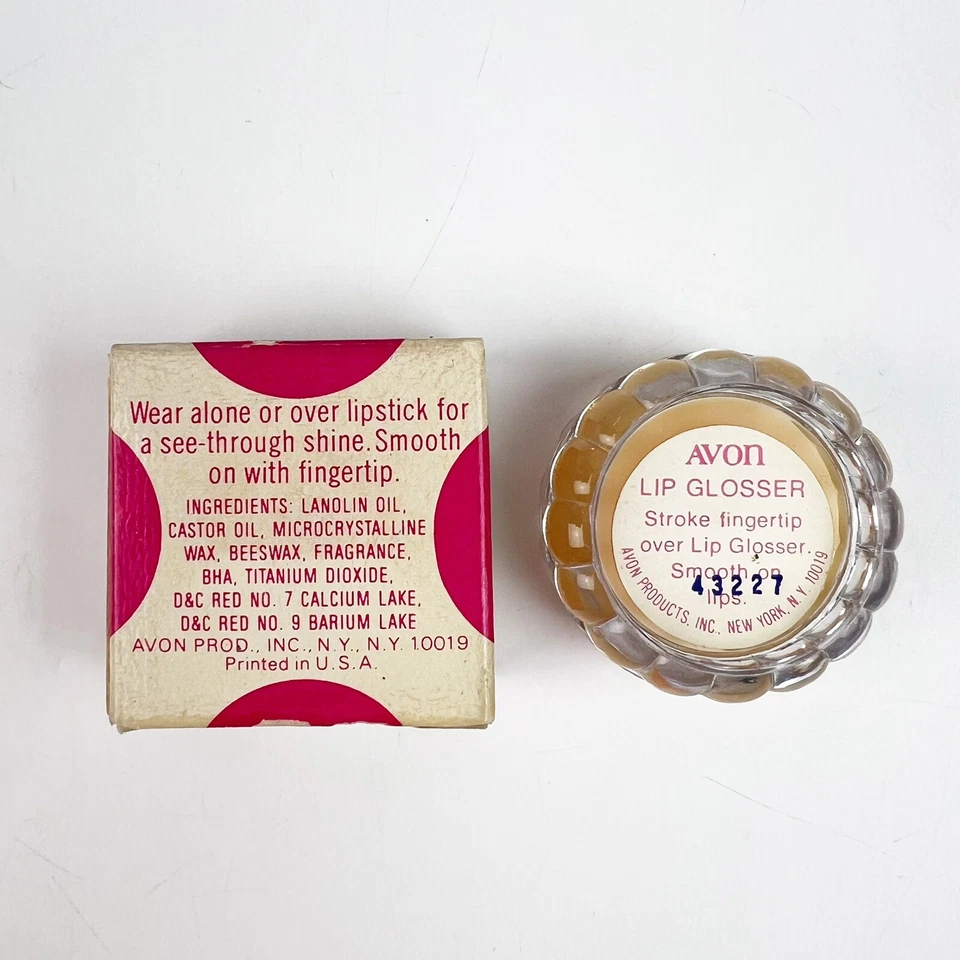 Wear alone or over lipstick for
a see-through shine. Smooth
on with fingertip.
INGREDIENTS: LANOLIN OIL,
CASTOR OIL, MICROCRYSTALLINE
WAX, BEESWAX, FRAGRANCE,
BHA, TITANIUM DIOXIDE,
D&C RED NO. 7 CALCIUM LAKE,
D&C RED NO. 9 BARIUM LAKE
AVON PROD., INC., N.Y., N.Y. 10019
Printed in U.S.A.
AVON
LIP GLOSSER
Stroke fingertip
over Lip Glosser.
Smooth on
lips.
43227
AVON PRODUCTS, INC., NEW YORK, N.Y. 10019